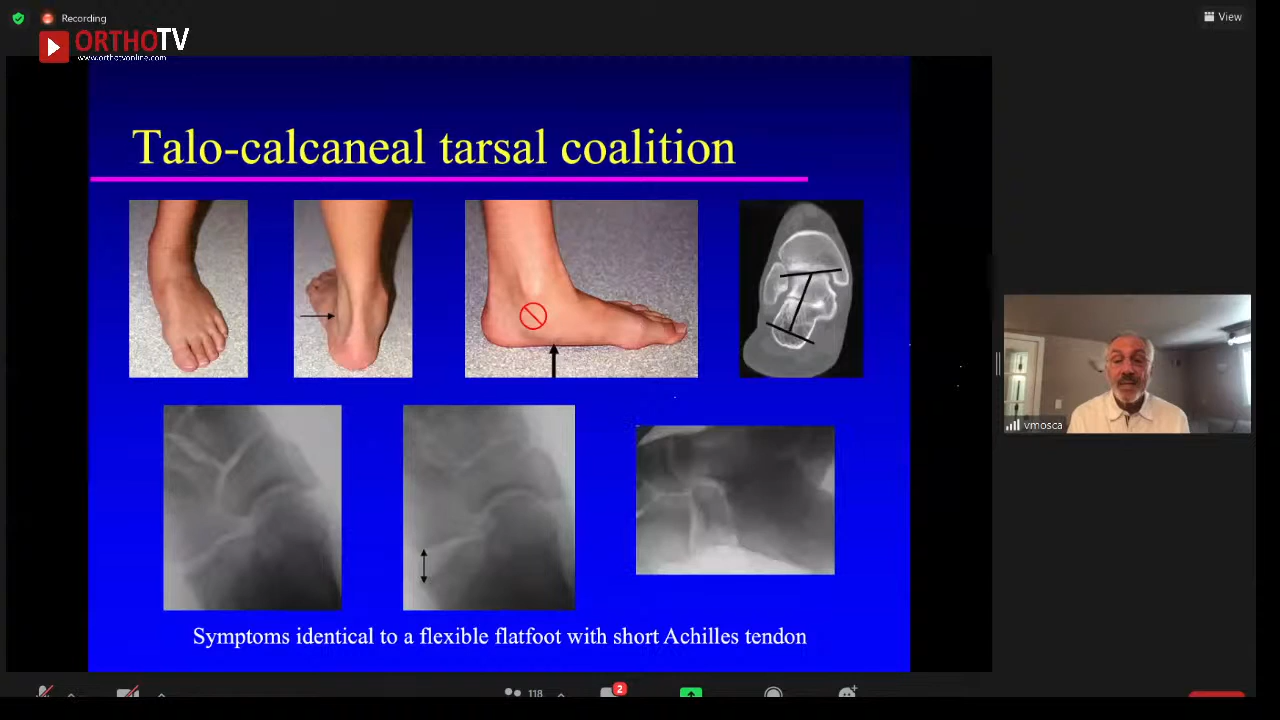 Recording
View
ORTHOTV
www.orthotvonline.com
Talo-calcaneal tarsal coalition
vmosca
Symptoms identical to a flexible flatfoot with short Achilles tendon
118
2